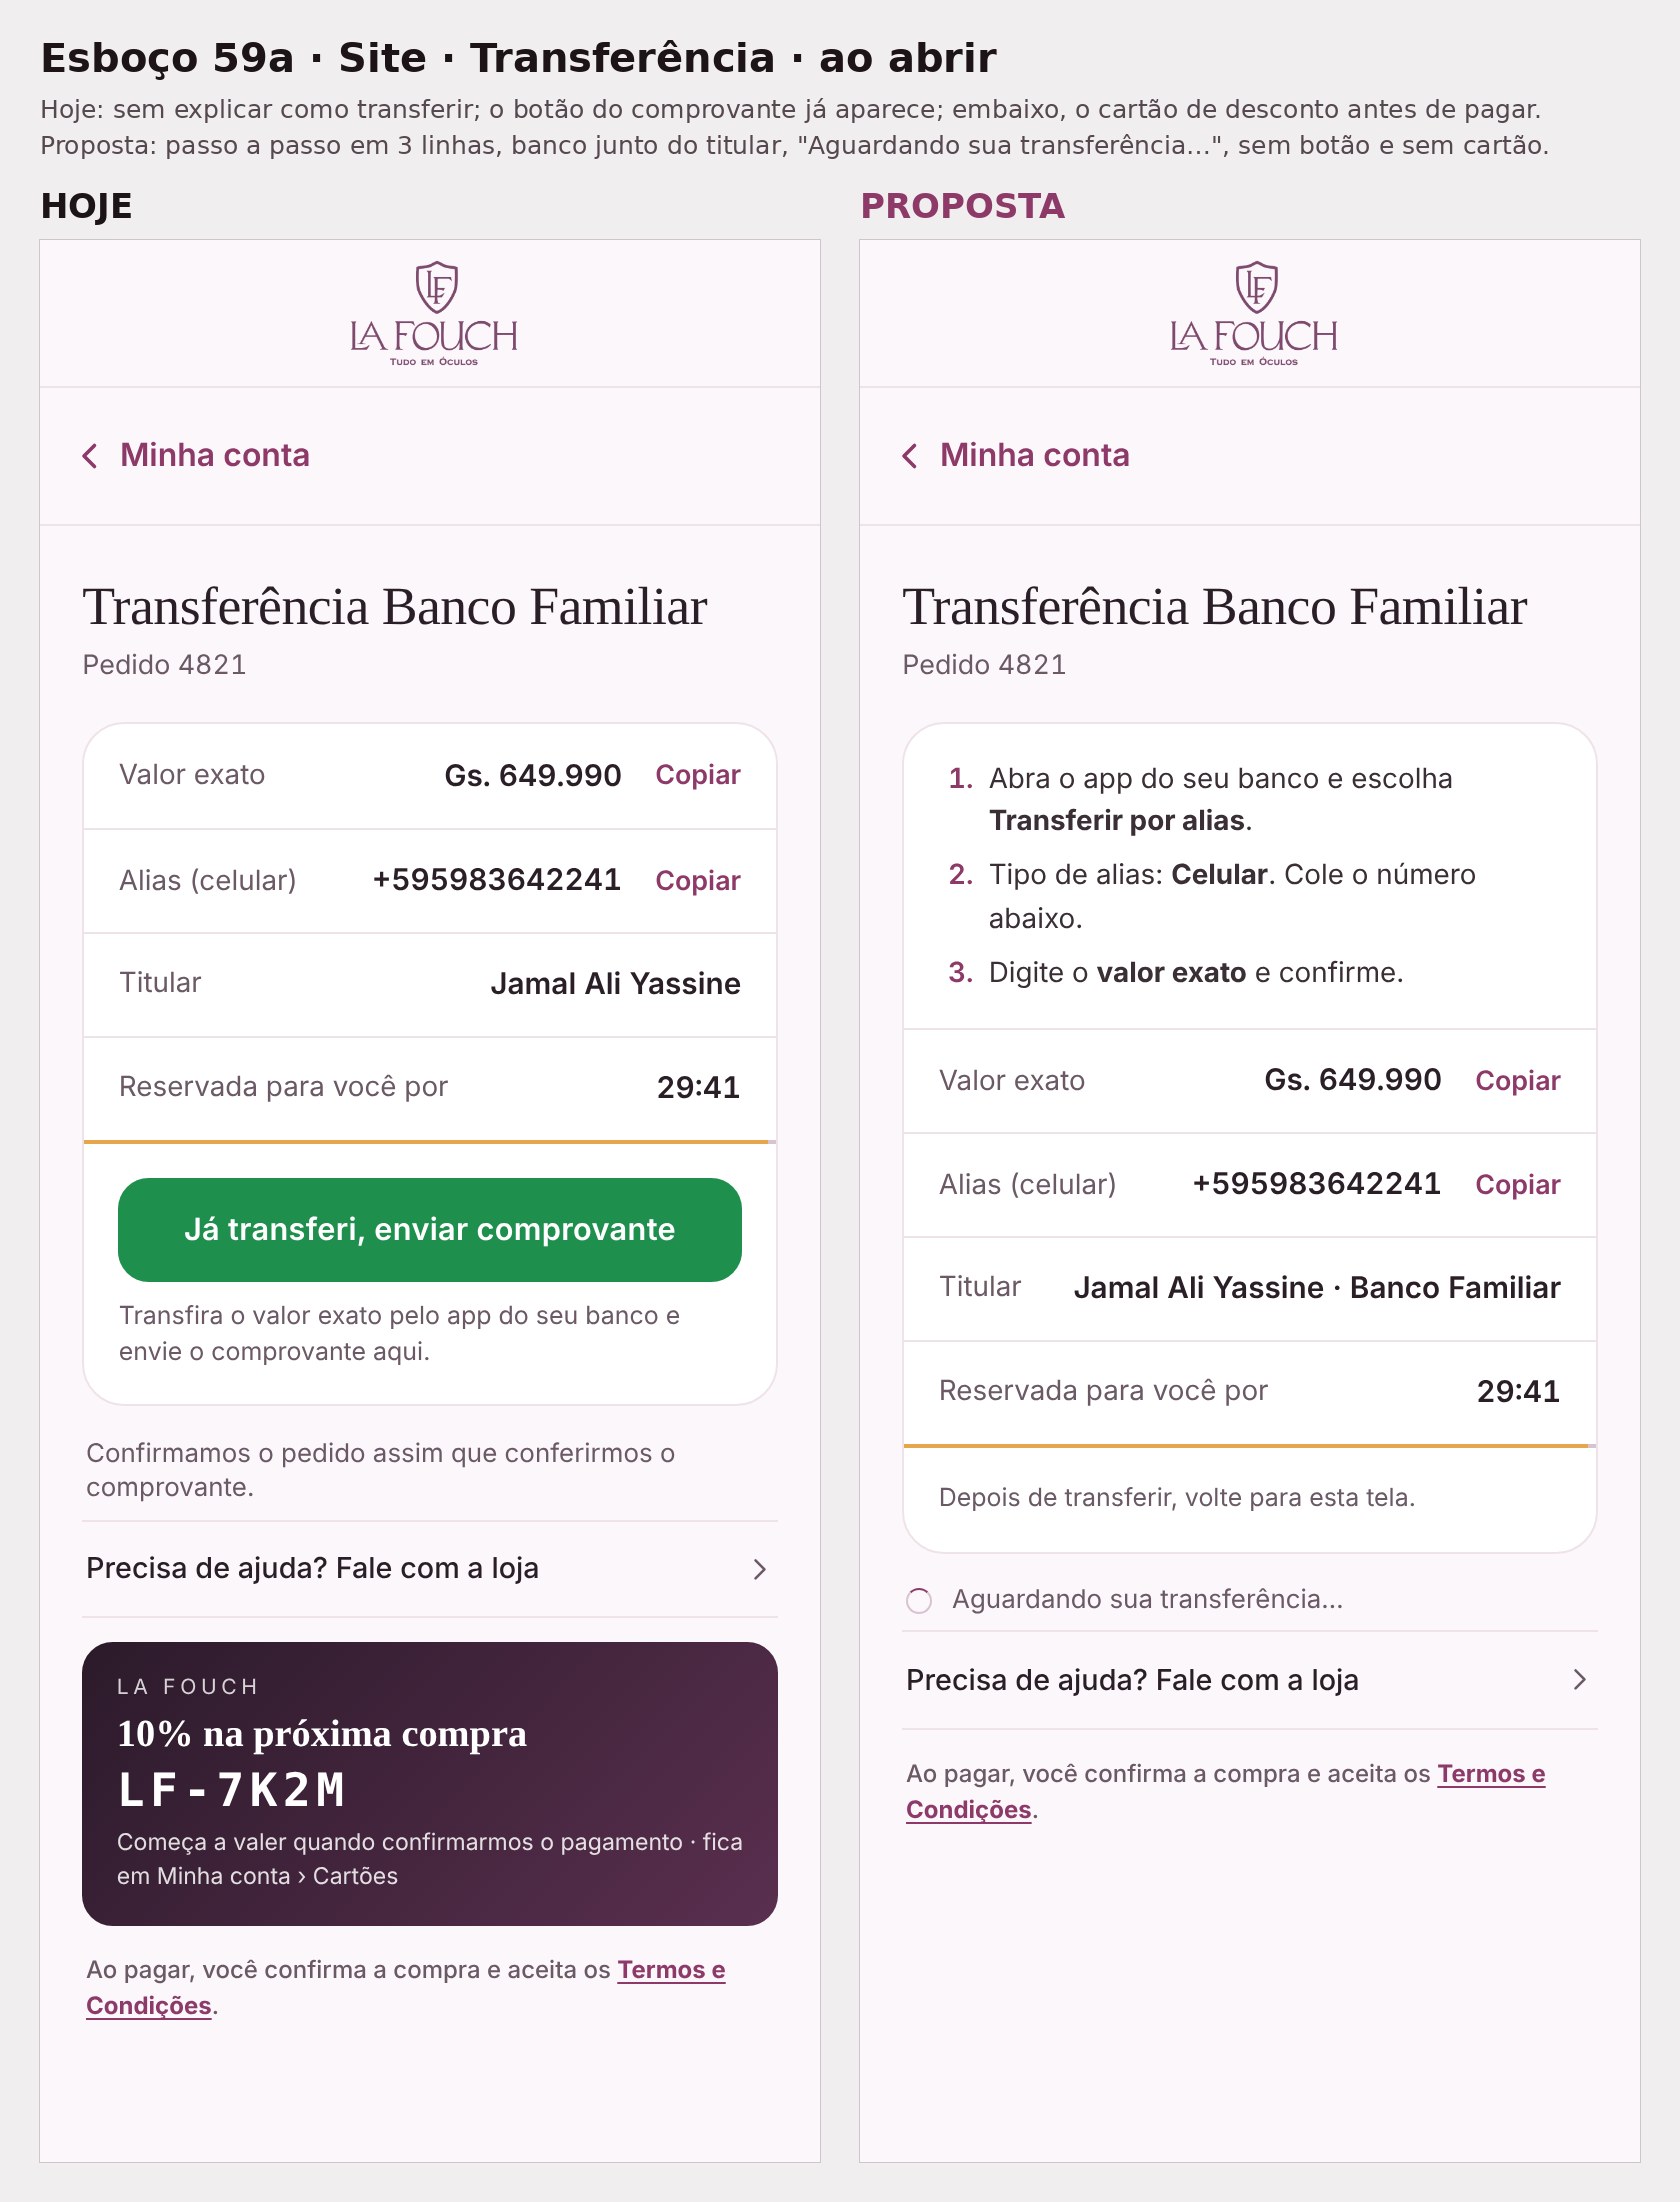 Esboço 59a · Site · Transferência · ao abrir
Hoje: sem explicar como transferir; o botão do comprovante já aparece; embaixo, o cartão de desconto antes de pagar.
Proposta: passo a passo em 3 linhas, banco junto do titular, "Aguardando sua transferência...", sem botão e sem cartão.
HOJE
LF
LA FOUCH
Tudo em Óculos
Minha conta
Transferência Banco Familiar
Pedido 4821
Valor exato Gs. 649.990 Copiar
Alias (celular) +595983642241 Copiar
Titular Jamal Ali Yassine
Reservada para você por 29:41
Já transferi, enviar comprovante
Transfira o valor exato pelo app do seu banco e
envie o comprovante aqui.
Confirmamos o pedido assim que conferirmos o
comprovante.
Precisa de ajuda? Fale com a loja
LA FOUCH
10% na próxima compra
LF-7K2M
Começa a valer quando confirmarmos o pagamento · fica
em Minha conta › Cartões
Ao pagar, você confirma a compra e aceita os Termos e
Condições.
PROPOSTA
LF
LA FOUCH
Tudo em Óculos
Minha conta
Transferência Banco Familiar
Pedido 4821
1. Abra o app do seu banco e escolha
Transferir por alias.
2. Tipo de alias: Celular. Cole o número
abaixo.
3. Digite o valor exato e confirme.
Valor exato Gs. 649.990 Copiar
Alias (celular) +595983642241 Copiar
Titular Jamal Ali Yassine · Banco Familiar
Reservada para você por 29:41
Depois de transferir, volte para esta tela.
Aguardando sua transferência...
Precisa de ajuda? Fale com a loja
Ao pagar, você confirma a compra e aceita os Termos e
Condições.